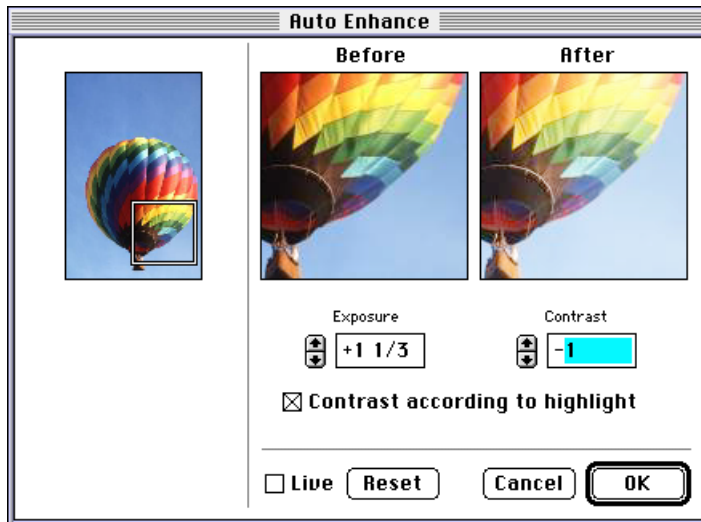 Auto Enhance
Before After
Exposure Contrast
+1 1/3 -1
Contrast according to highlight
Live Reset Cancel OK